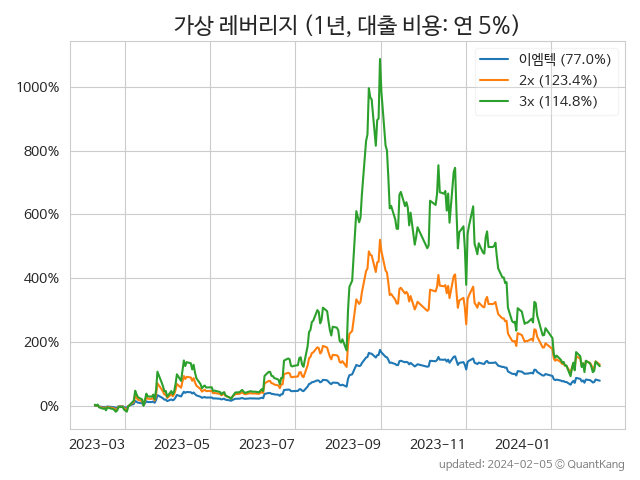 가상 레버리지 (1년, 대출 비용: 연 5%)
이엠텍 (77.0%)
2x (123.4%)
3x (114.8%)
1000%
800%
600%
400%
200%
0%
2023-03 2023-05 2023-07 2023-09 2023-11 2024-01
updated: 2024-02-05 © QuantKang